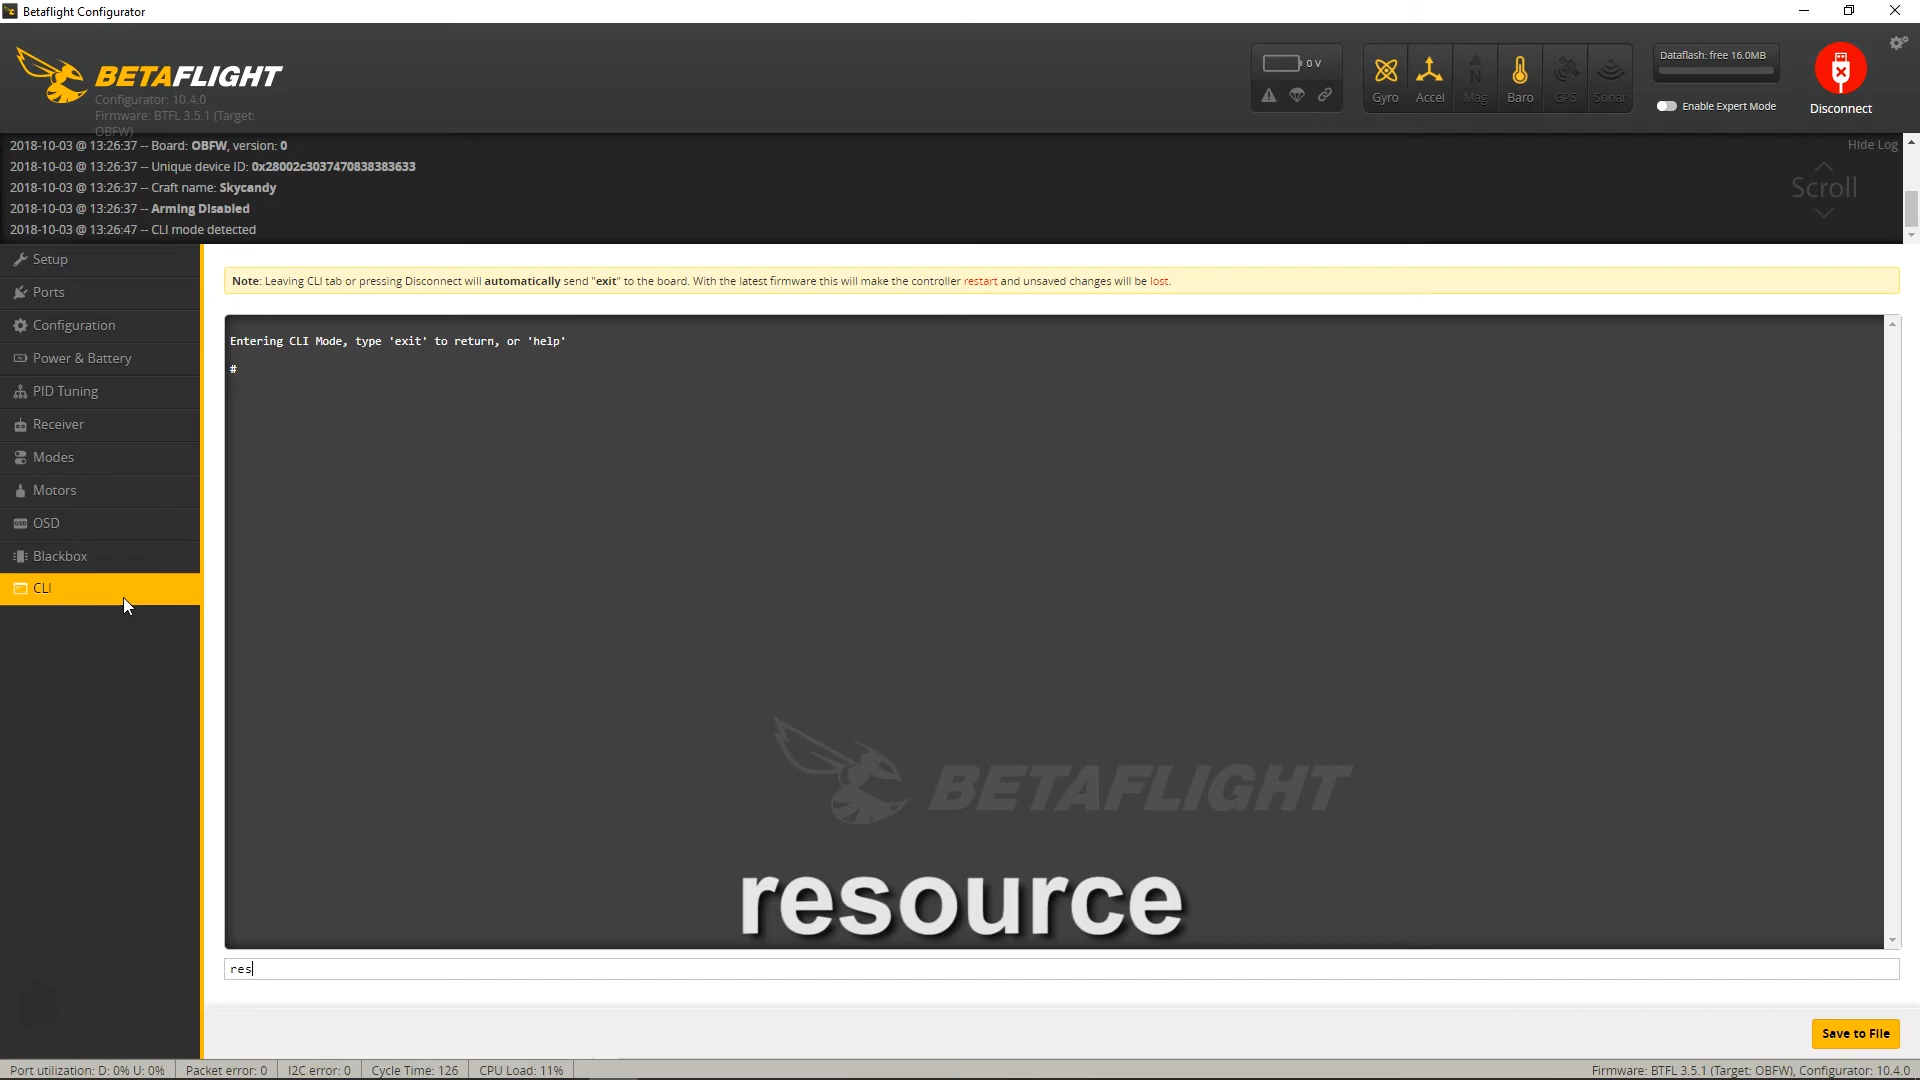 Betaflight Configurator
BETAFLIGHT
Configurator: 10.4.0
Firmware: BTFL 3.5.1 (Target:
OBFW)
0 V
Gyro
Accel
Mag
Baro
GPS
Sonar
Dataflash: free 16.0MB
Enable Expert Mode
Disconnect
2018-10-03 @ 13:26:37 -- Board: OBFW, version: 0
2018-10-03 @ 13:26:37 -- Unique device ID: 0x28002c3037470838383633
2018-10-03 @ 13:26:37 -- Craft name: Skycandy
2018-10-03 @ 13:26:37 -- Arming Disabled
2018-10-03 @ 13:26:47 -- CLI mode detected
Hide Log
Scroll
Setup
Ports
Configuration
Power & Battery
PID Tuning
Receiver
Modes
Motors
OSD
Blackbox
CLI
Note: Leaving CLI tab or pressing Disconnect will automatically send "exit" to the board. With the latest firmware this will make the controller restart and unsaved changes will be lost.
Entering CLI Mode, type 'exit' to return, or 'help'
#
BETAFLIGHT
resource
res
Save to File
Port utilization: D: 0% U: 0%
Packet error: 0
I2C error: 0
Cycle Time: 126
CPU Load: 11%
Firmware: BTFL 3.5.1 (Target: OBFW), Configurator: 10.4.0